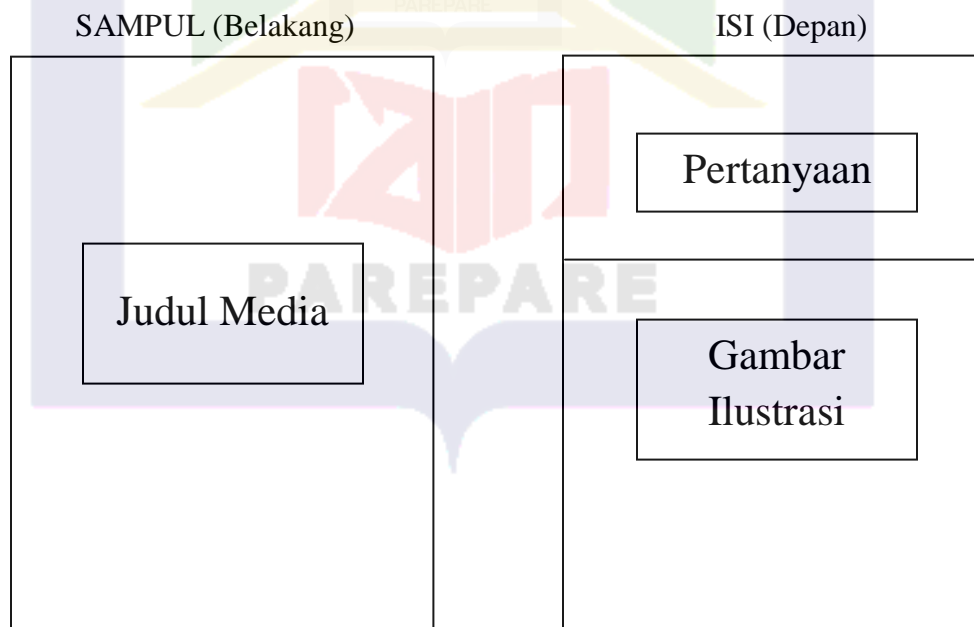 PAREPARE
SAMPUL (Belakang)
ISI (Depan)
Pertanyaan
PAREPARE
Judul Media
Gambar
Ilustrasi